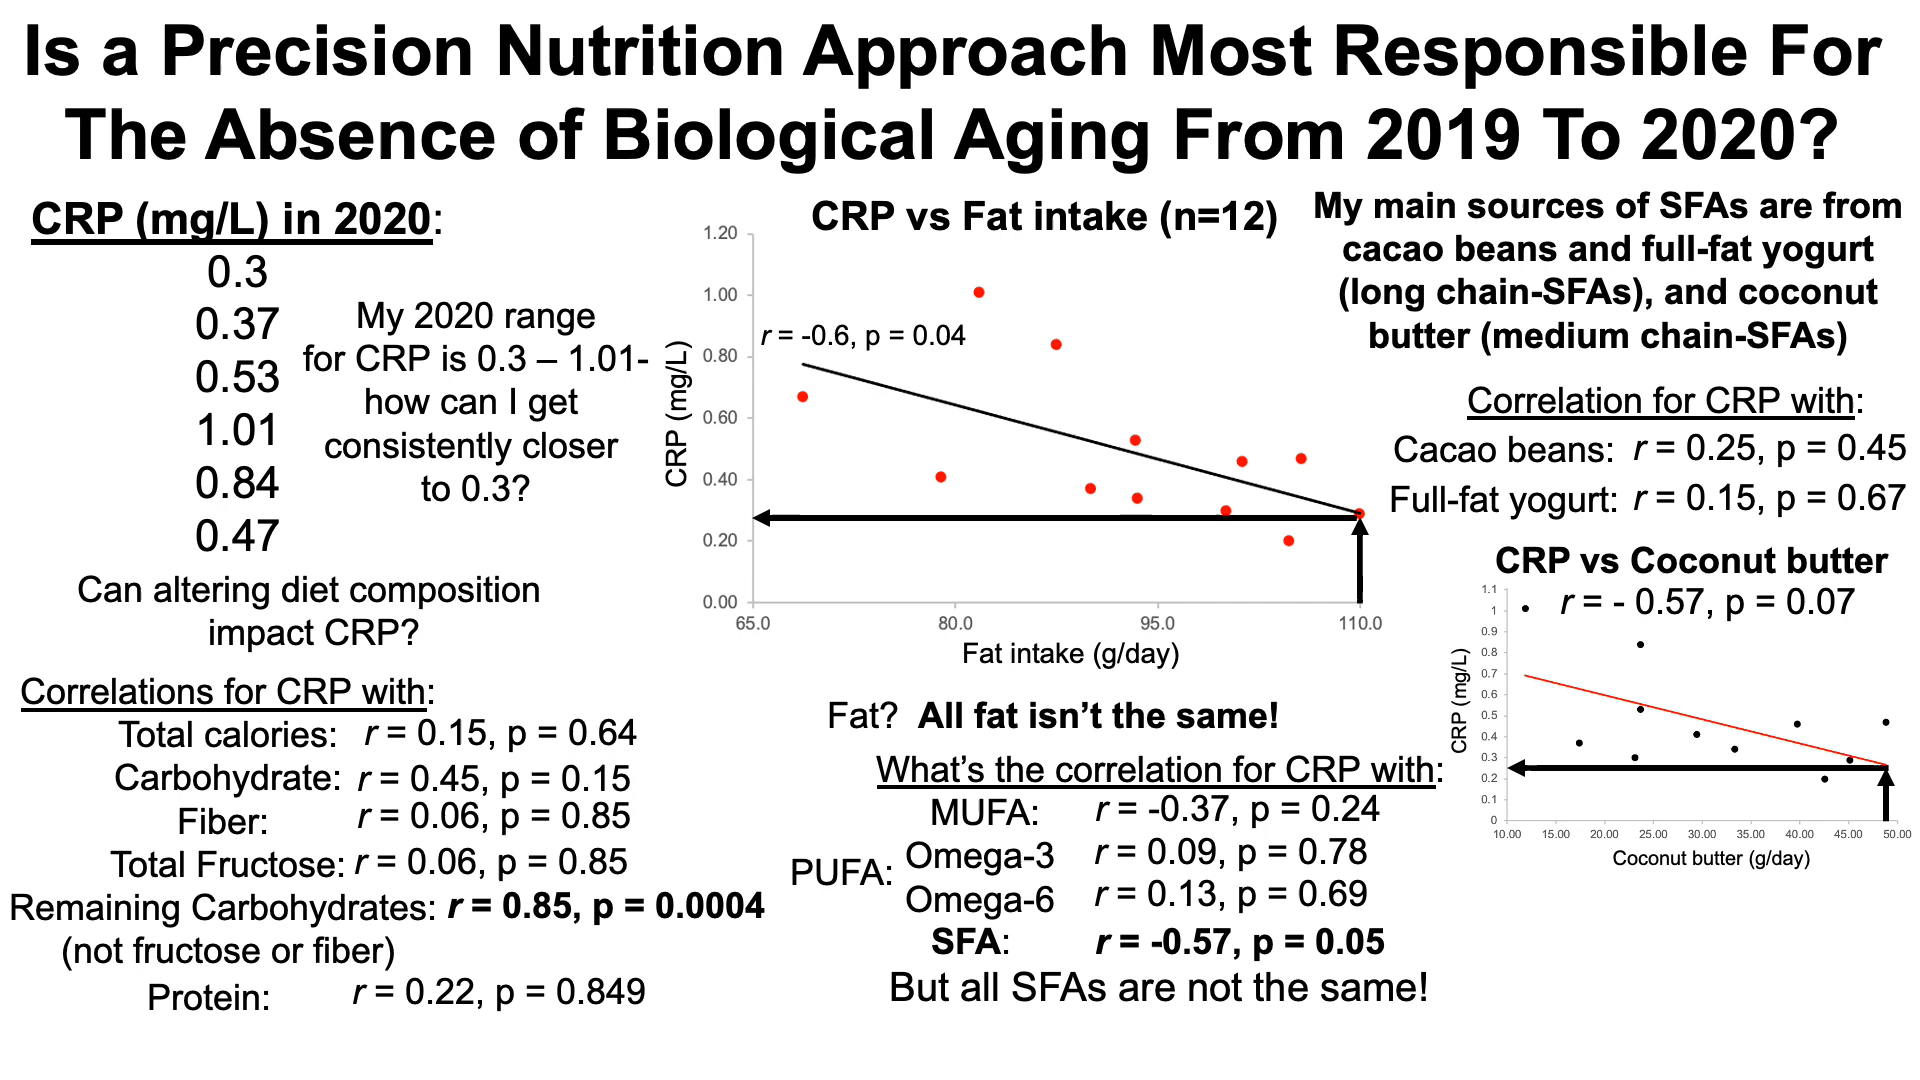 Is a Precision Nutrition Approach Most Responsible For
The Absence of Biological Aging From 2019 To 2020?
CRP (mg/L) in 2020:
0.3
0.37
0.53
1.01
0.84
0.47
My 2020 range
for CRP is 0.3 – 1.01-
how can I get
consistently closer
to 0.3?
Can altering diet composition
impact CRP?
Correlations for CRP with:
Total calories: r = 0.15, p = 0.64
Carbohydrate: r = 0.45, p = 0.15
Fiber: r = 0.06, p = 0.85
Total Fructose: r = 0.06, p = 0.85
Remaining Carbohydrates: r = 0.85, p = 0.0004
(not fructose or fiber)
Protein: r = 0.22, p = 0.849
CRP vs Fat intake (n=12)
r = -0.6, p = 0.04
CRP (mg/L)
1.20
1.00
0.80
0.60
0.40
0.20
0.00
65.0 80.0 95.0 110.0
Fat intake (g/day)
Fat? All fat isn’t the same!
What’s the correlation for CRP with:
MUFA: r = -0.37, p = 0.24
PUFA:
Omega-3 r = 0.09, p = 0.78
Omega-6 r = 0.13, p = 0.69
SFA: r = -0.57, p = 0.05
But all SFAs are not the same!
My main sources of SFAs are from
cacao beans and full-fat yogurt
(long chain-SFAs), and coconut
butter (medium chain-SFAs)
Correlation for CRP with:
Cacao beans: r = 0.25, p = 0.45
Full-fat yogurt: r = 0.15, p = 0.67
CRP vs Coconut butter
r = - 0.57, p = 0.07
CRP (mg/L)
1.1
1
0.9
0.8
0.7
0.6
0.5
0.4
0.3
0.2
0.1
0
10.00 15.00 20.00 25.00 30.00 35.00 40.00 45.00 50.00
Coconut butter (g/day)